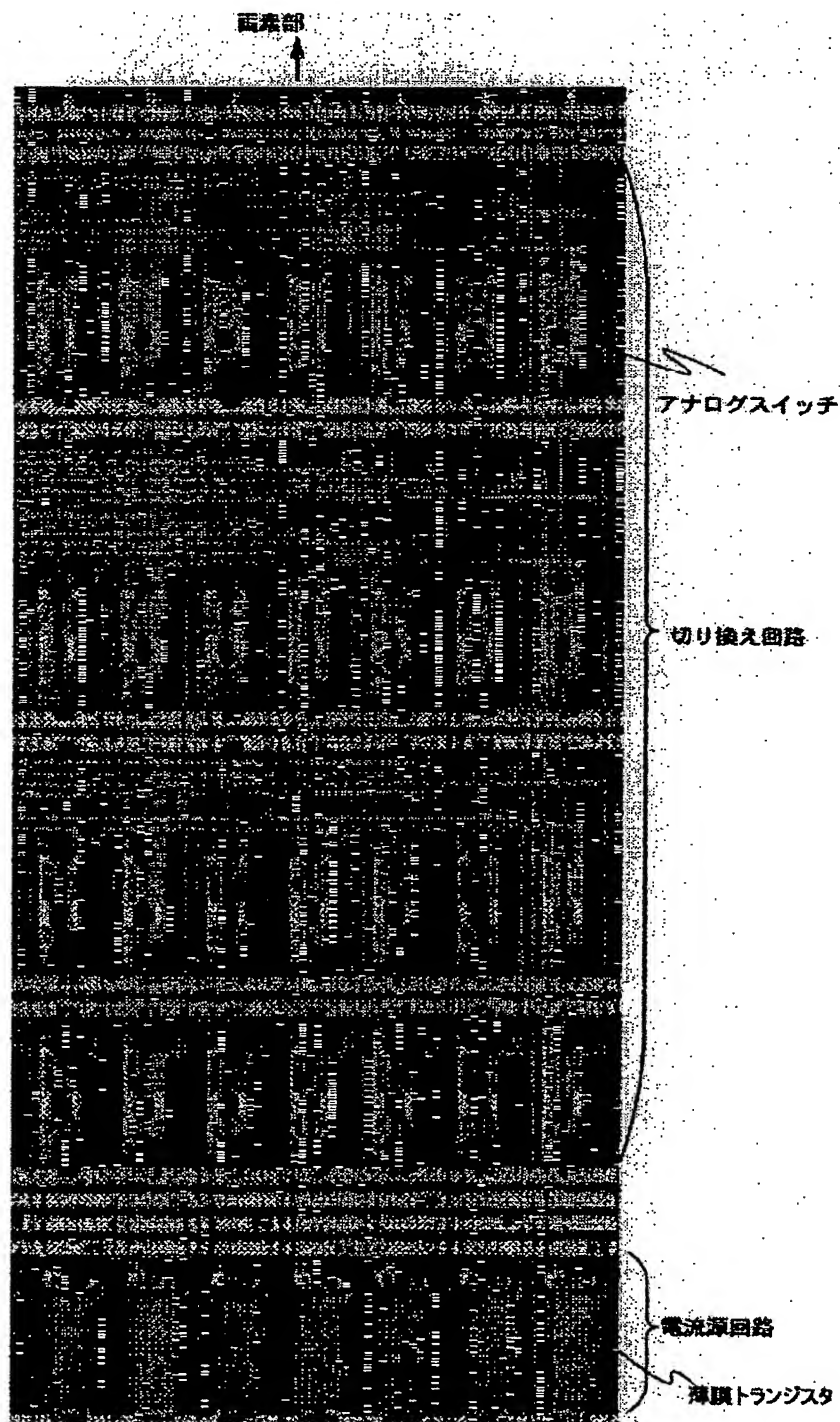 画素部
アナログスイッチ
切り換え回路
電流源回路
薄膜トランジスタ